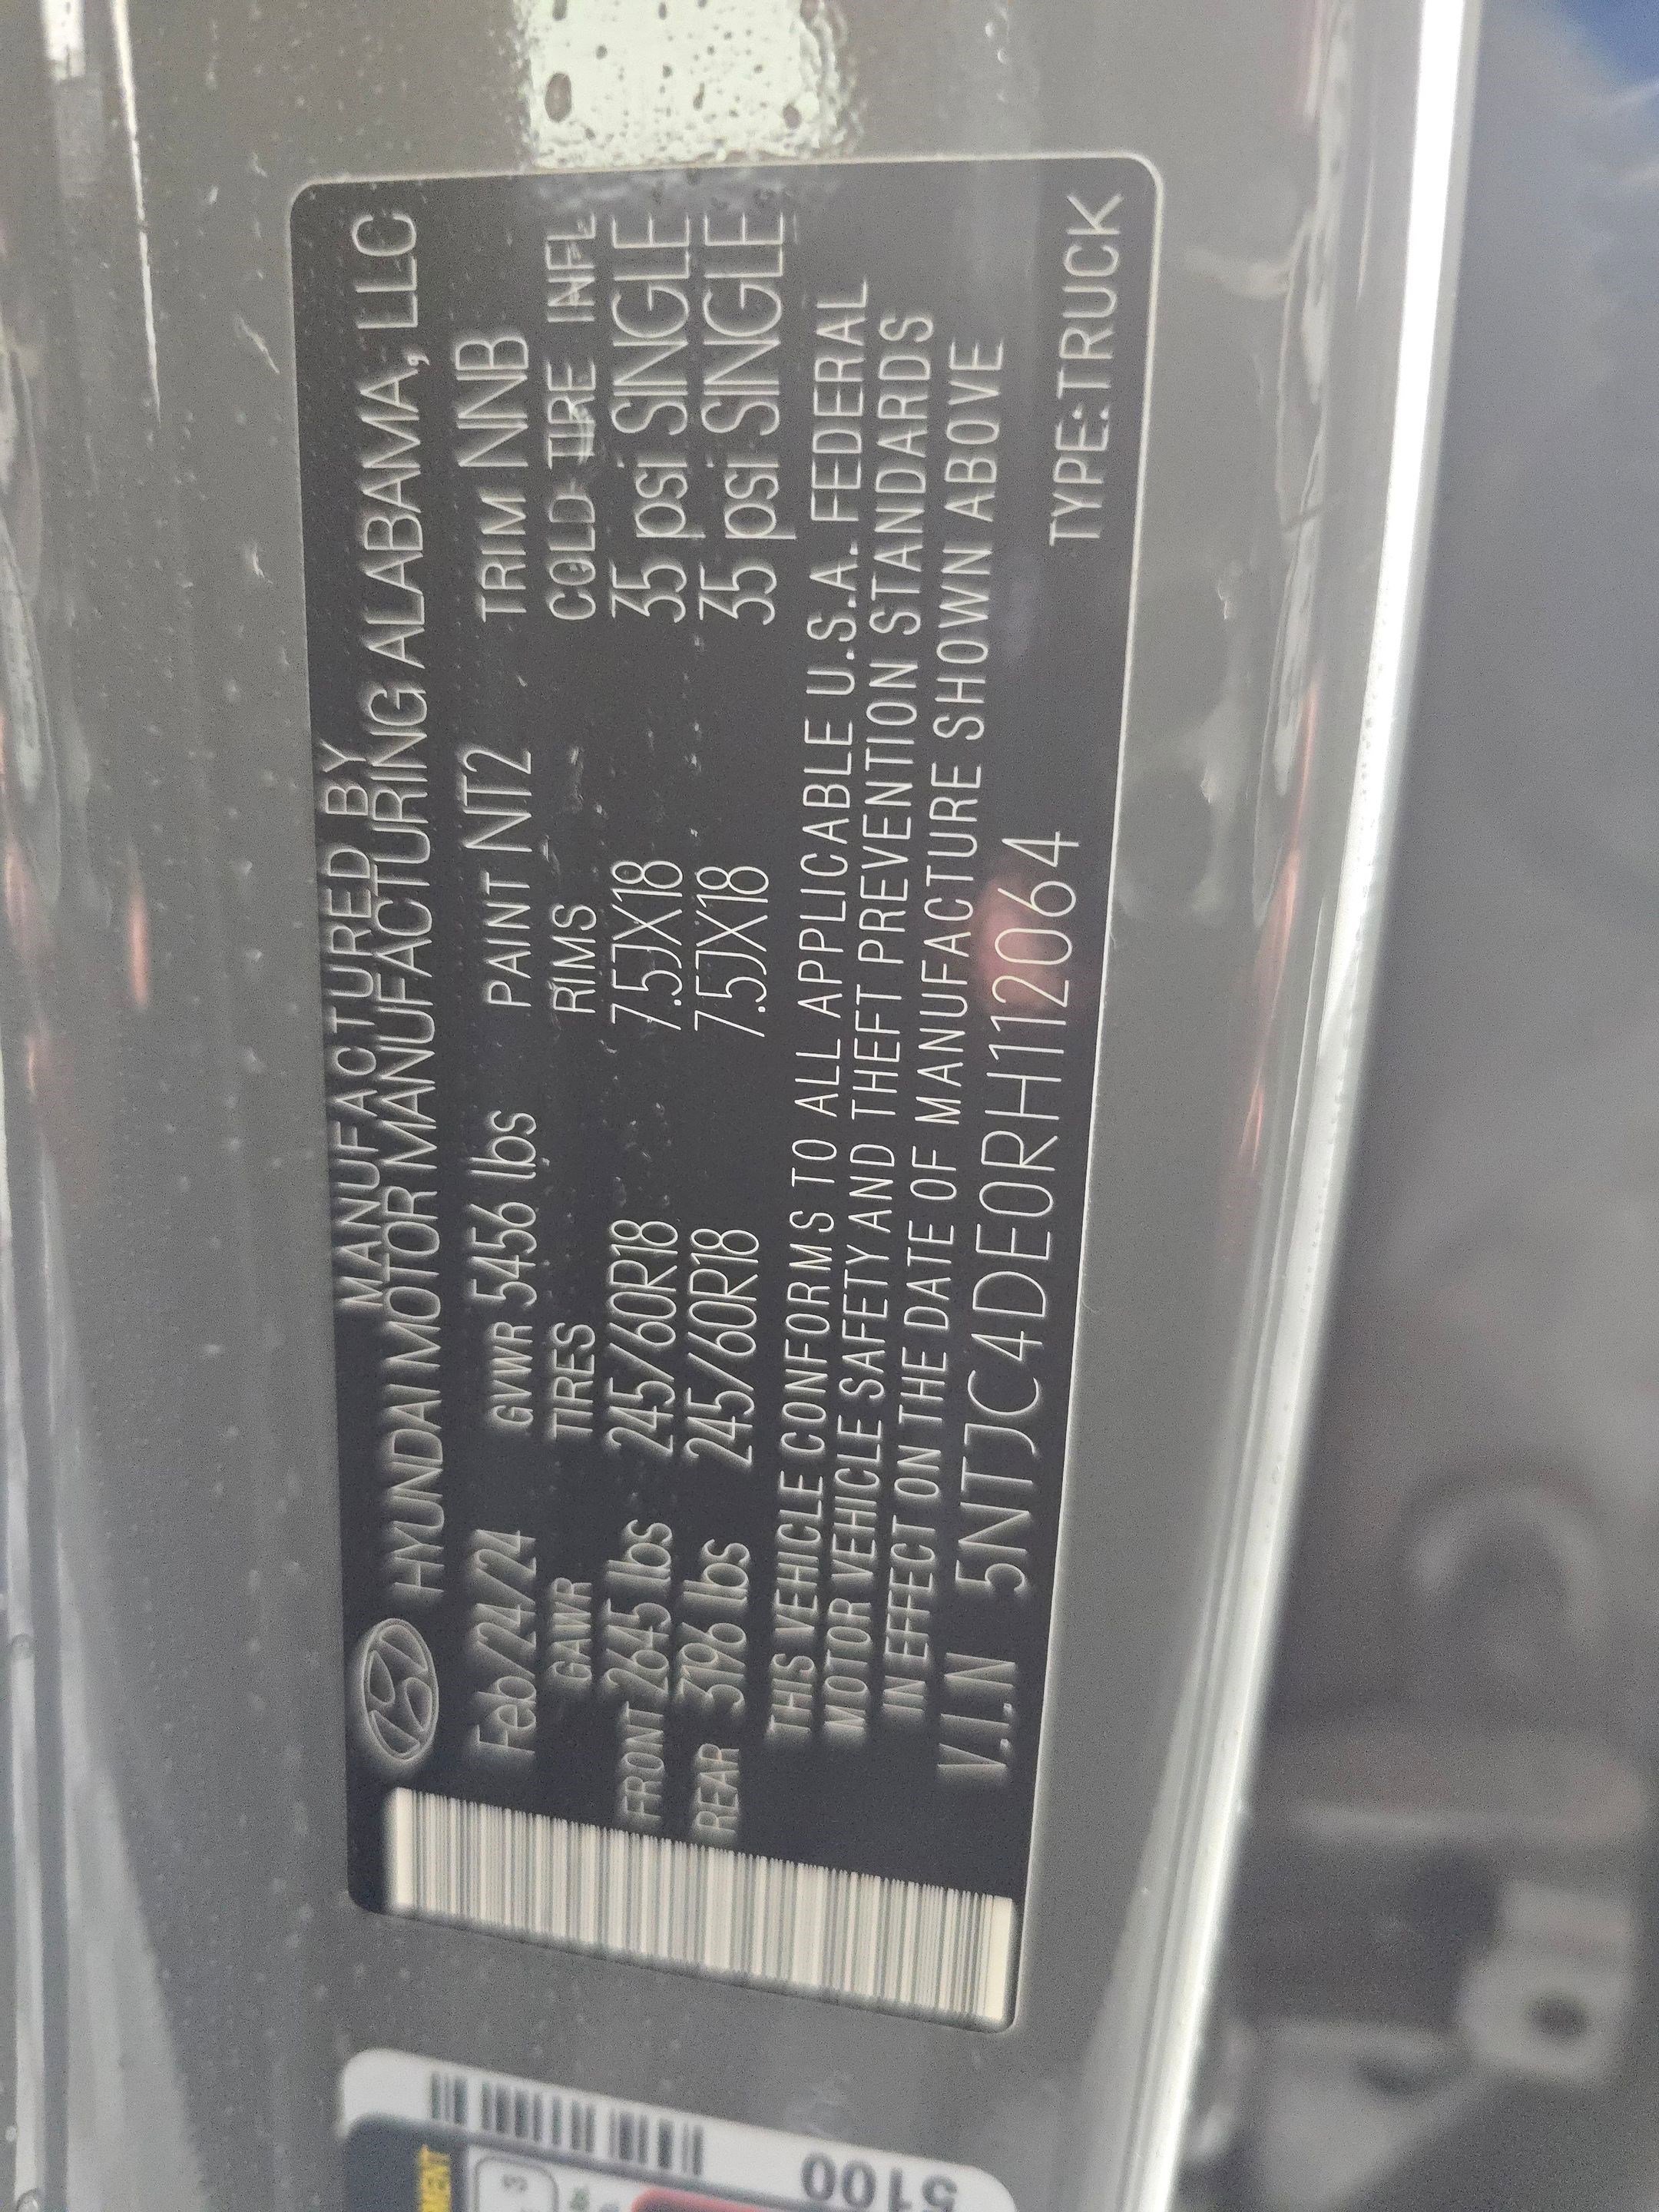 MANUFACTURED BY
HYUNDAI MOTOR MANUFACTURING ALABAMA, LLC
Feb/24/24 GVWR 5456 lbs PAINT NT2 TRIM NNB
GAWR TIRES RIMS COLD TIRE INFL
FRONT 2645 lbs 245/60R18 7.5JX18 35 psi SINGLE
REAR 3196 lbs 245/60R18 7.5JX18 35 psi SINGLE
THIS VEHICLE CONFORMS TO ALL APPLICABLE U.S.A. FEDERAL
MOTOR VEHICLE SAFETY AND THEFT PREVENTION STANDARDS
IN EFFECT ON THE DATE OF MANUFACTURE SHOWN ABOVE
V.I.N 5NTJC4DE0RH112064
TYPE:TRUCK
5100